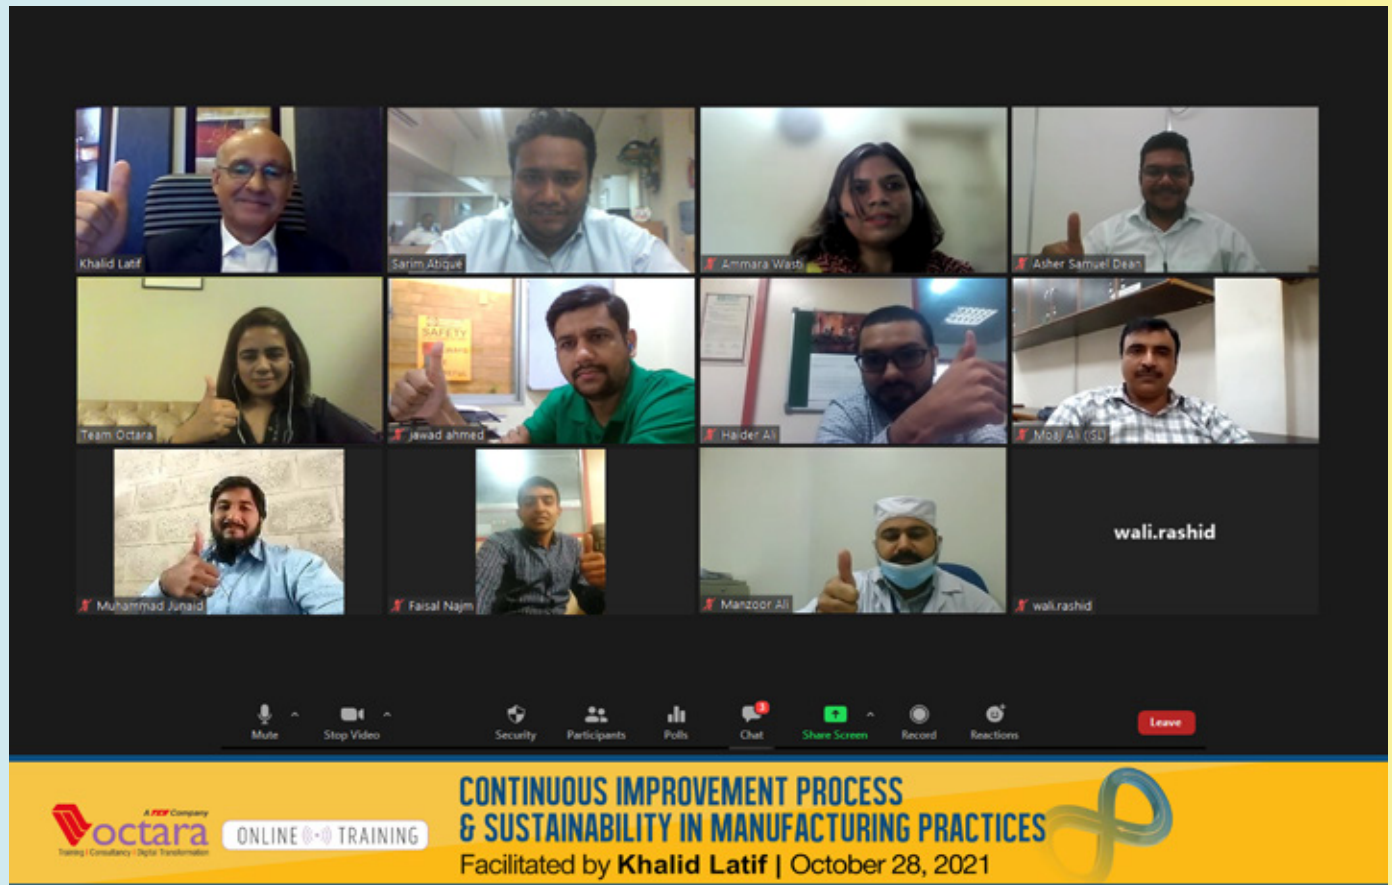 Khalid Latif
Sarim Atique
Ammara Wasti
Asher Samuel Dean
SAFETY
Team Octara
jawad ahmed
Haider Ali
Moaj Ali (SL)
wali.rashid
Muhammad Junaid
Faisal Najm
Manzoor Ali
wali.rashid
3
Mute
Stop Video
Security
Participants
Polls
Chat
Share Screen
Record
Reactions
Leave
A TCS Company
octara
Training | Consultancy | Digital Transformation
ONLINE TRAINING
CONTINUOUS IMPROVEMENT PROCESS
& SUSTAINABILITY IN MANUFACTURING PRACTICES
Facilitated by Khalid Latif | October 28, 2021